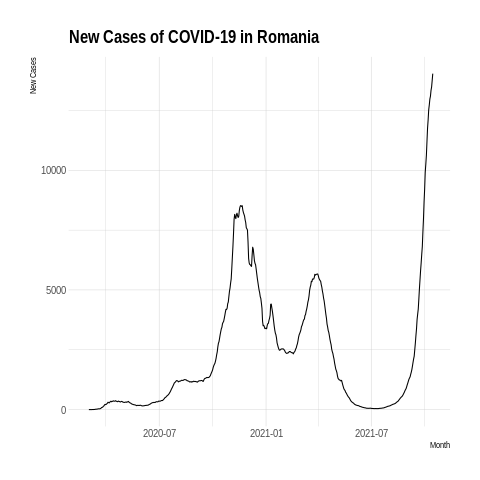 New Cases of COVID-19 in Romania
New Cases
10000
5000
0
2020-07
2021-01
2021-07
Month